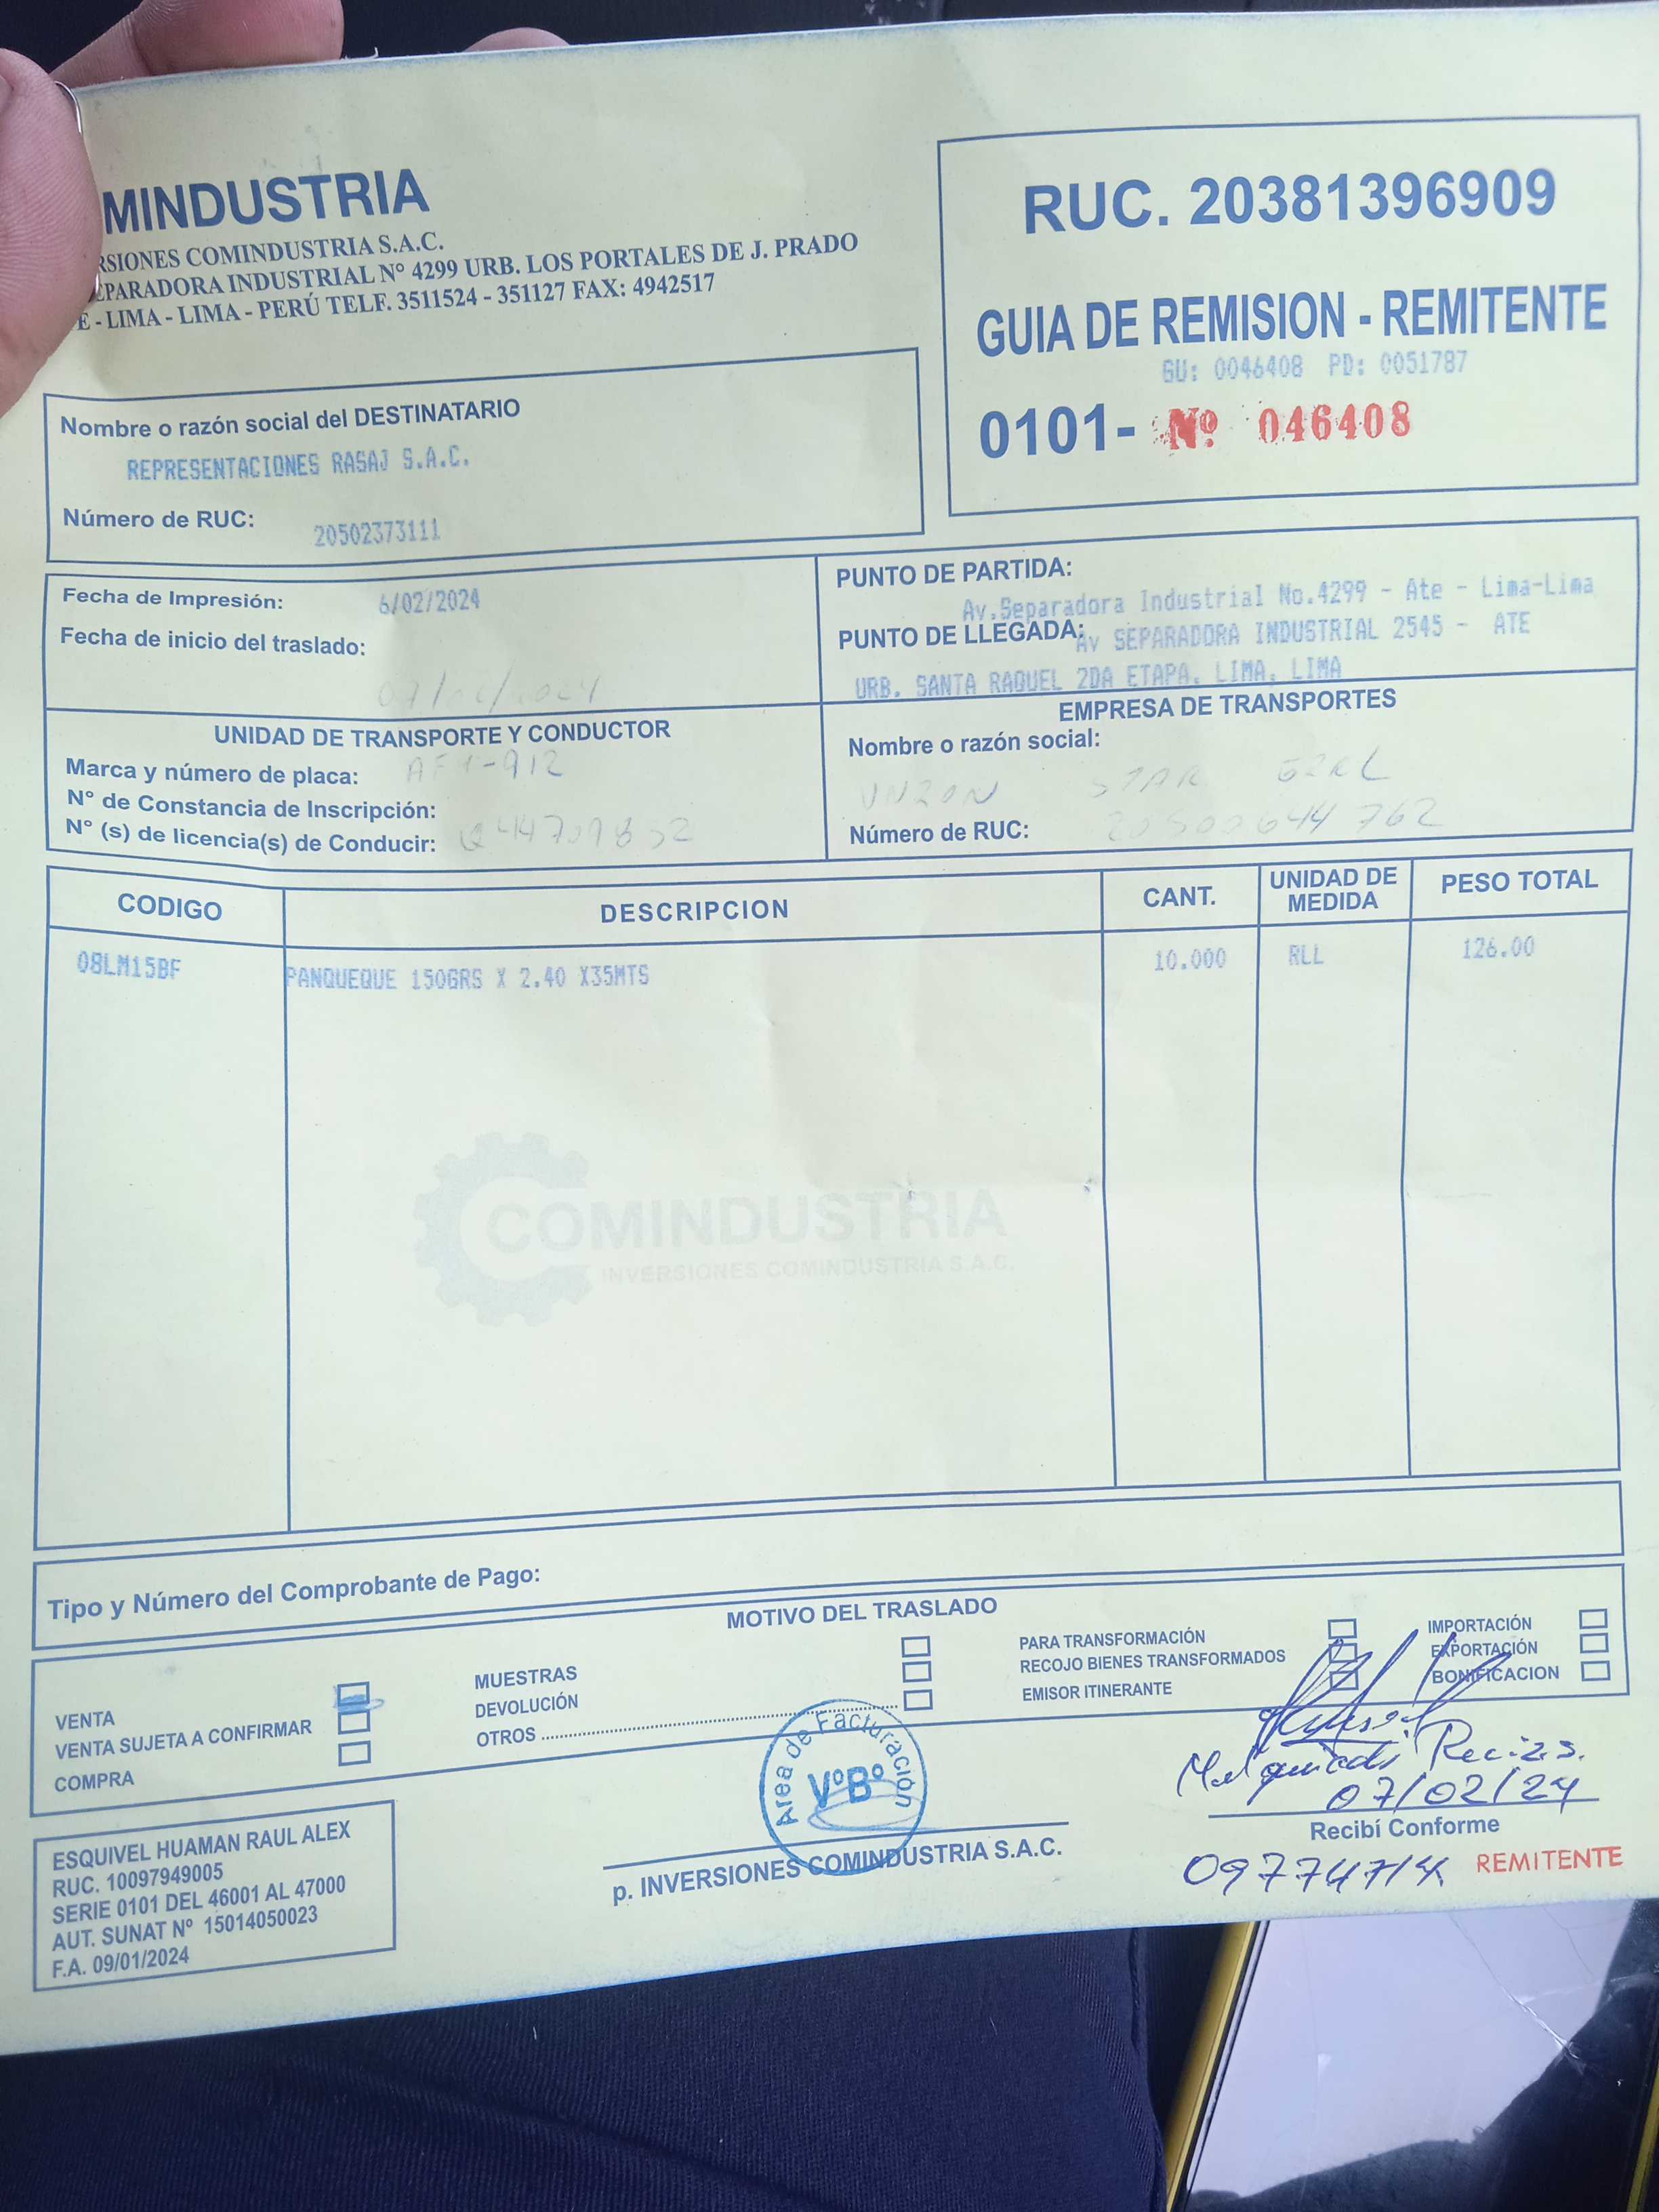 MINDUSTRIA
RSIONES COMINDUSTRIA S.A.C.
EPARADORA INDUSTRIAL N° 4299 URB. LOS PORTALES DE J. PRADO
E - LIMA - LIMA - PERÚ TELF. 3511524 - 351127 FAX: 4942517
RUC. 20381396909
GUIA DE REMISION - REMITENTE
GU: 0046408 PD: 0051787
0101- Nº 046408
Nombre o razón social del DESTINATARIO
REPRESENTACIONES RASAJ S.A.C.
Número de RUC: 20502373111
Fecha de Impresión: 6/02/2024
Fecha de inicio del traslado:
07/02/2024
PUNTO DE PARTIDA:
Av.Separadora Industrial No.4299 - Ate - Lima-Lima
PUNTO DE LLEGADA: Av SEPARADORA INDUSTRIAL 2545 - ATE
URB. SANTA RAQUEL 2DA ETAPA. LIMA. LIMA
UNIDAD DE TRANSPORTE Y CONDUCTOR
Marca y número de placa:
N° de Constancia de Inscripción:
N° (s) de licencia(s) de Conducir:
EMPRESA DE TRANSPORTES
Nombre o razón social:
STAR
Número de RUC: 20500644762
CODIGO DESCRIPCION CANT. UNIDAD DE MEDIDA PESO TOTAL
08LM15BF PANQUEQUE 150GRS X 2.40 X35MTS 10.000 RLL 126.00
COMINDUSTRIA
INVERSIONES COMINDUSTRIA S.A.C.
Tipo y Número del Comprobante de Pago:
MOTIVO DEL TRASLADO
VENTA
VENTA SUJETA A CONFIRMAR
COMPRA
MUESTRAS
DEVOLUCIÓN
OTROS
PARA TRANSFORMACIÓN
RECOJO BIENES TRANSFORMADOS
EMISOR ITINERANTE
IMPORTACIÓN
EXPORTACIÓN
BONIFICACION
ESQUIVEL HUAMAN RAUL ALEX
RUC. 10097949005
SERIE 0101 DEL 46001 AL 47000
AUT. SUNAT Nº 15014050023
F.A. 09/01/2024
Area de Facturación
VºBº
p. INVERSIONES COMINDUSTRIA S.A.C.
07/02/24
Recibí Conforme
REMITENTE